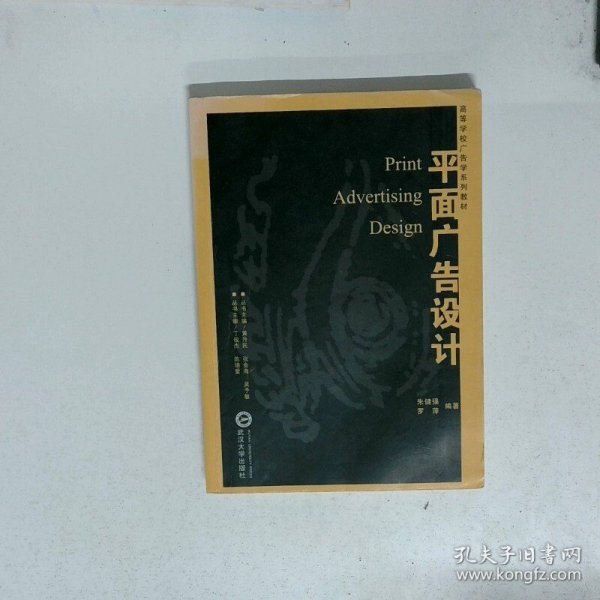 高等学校广告学系列教材
平面广告设计
Print
Advertising
Design
朱健强
罗萍
编著
武汉大学出版社
孔夫子旧书网
www.kongfz.com